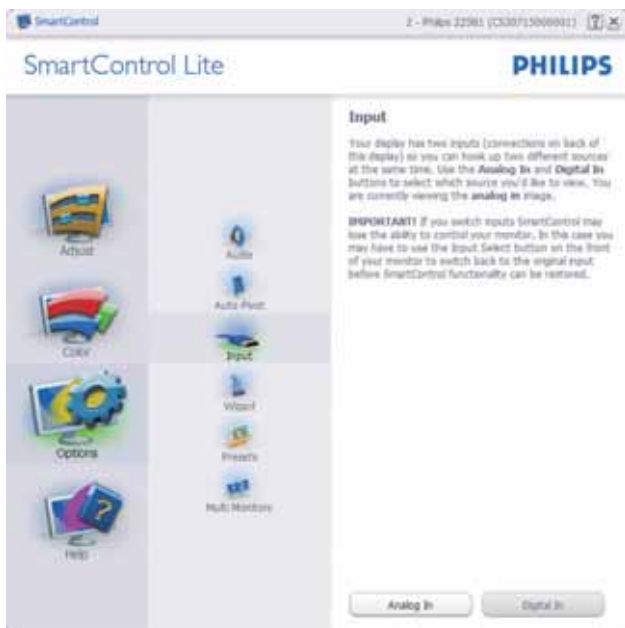 SmartControl
SmartControl Lite
PHILIPS
Adjust
Color
Options
Help
Audio
Auto Pivot
Input
Wizard
Presets
Multi Monitors
Input
Your display has two inputs (connections on back of
this display) so you can hook up two different sources
at the same time. Use the Analog In and Digital In
buttons to select which source you'd like to view. You
are currently viewing the analog in image.
IMPORTANT! If you switch inputs SmartControl may
lose the ability to control your monitor. In this case you
may have to use the Input Select button on the front
of your monitor to switch back to the original input
before SmartControl functionality can be restored.
Analog In
Digital In